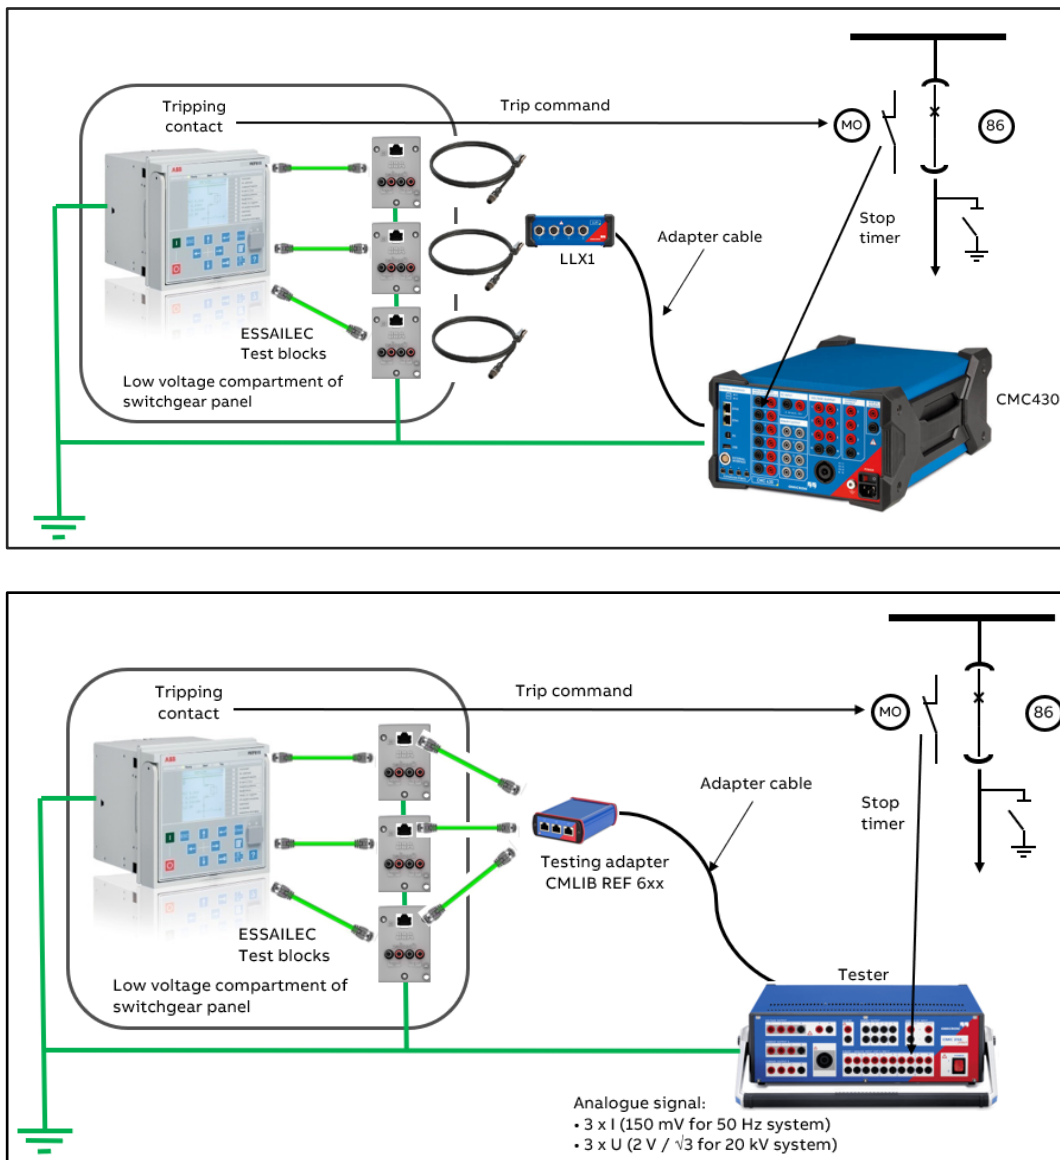 Tripping
contact
Trip command
MO
86
ABB
Stop
timer
Adapter cable
LLX1
ESSAILEC
Test blocks
Low voltage compartment of
switchgear panel
CMC430
Tripping
contact
Trip command
MO
86
ABB
Adapter cable
Stop
timer
Testing adapter
CMLIB REF 6xx
ESSAILEC
Test blocks
Low voltage compartment of
switchgear panel
Tester
Analogue signal:
• 3 x I (150 mV for 50 Hz system)
• 3 x U (2 V / √3 for 20 kV system)